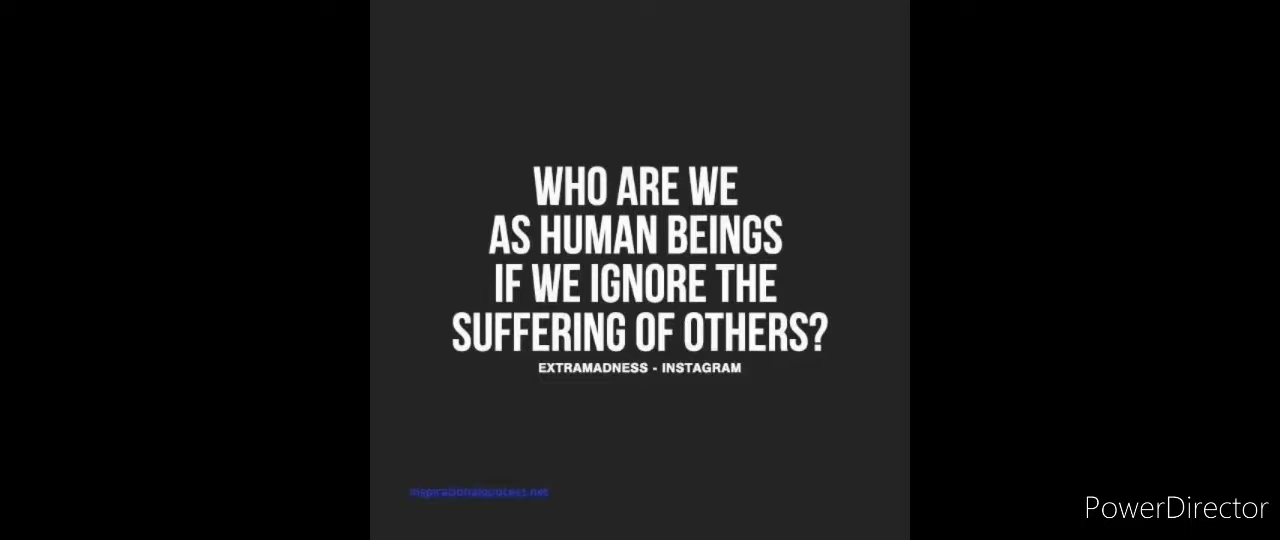 WHO ARE WE
AS HUMAN BEINGS
IF WE IGNORE THE
SUFFERING OF OTHERS?
EXTRAMADNESS - INSTAGRAM
PowerDirector